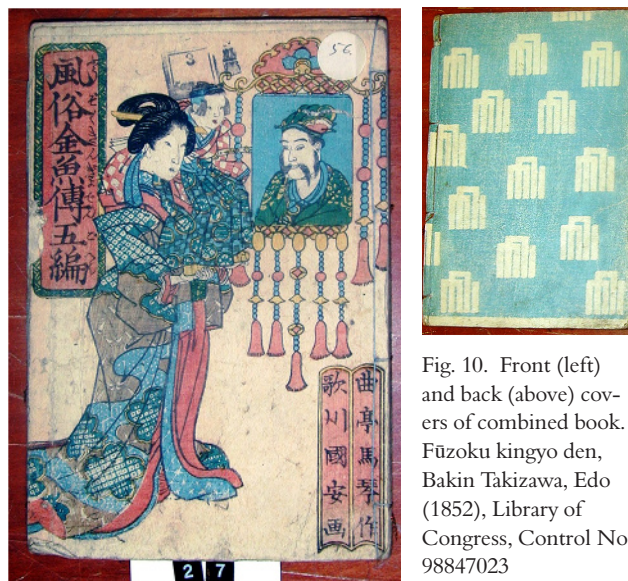 風俗金魚傳五編
56.
曲亭馬琴作
歌川國安画
2 7
Fig. 10. Front (left)
and back (above) cov-
ers of combined book.
Fūzoku kingyo den,
Bakin Takizawa, Edo
(1852), Library of
Congress, Control No
98847023